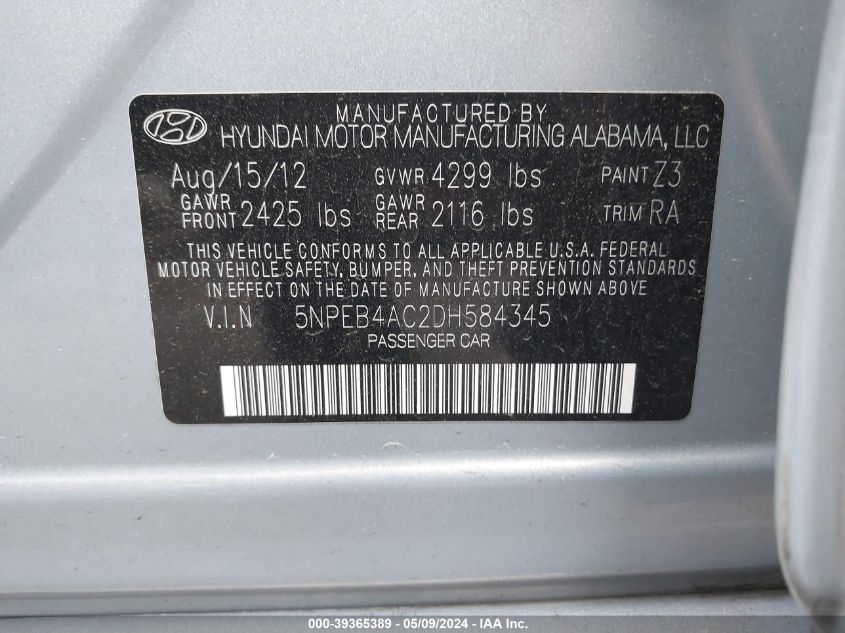 MANUFACTURED BY
HYUNDAI MOTOR MANUFACTURING ALABAMA, LLC
Aug/15/12 GVWR 4299 lbs PAINT Z3
GAWR FRONT 2425 lbs GAWR REAR 2116 lbs TRIM RA
THIS VEHICLE CONFORMS TO ALL APPLICABLE U.S.A. FEDERAL
MOTOR VEHICLE SAFETY, BUMPER, AND THEFT PREVENTION STANDARDS
IN EFFECT ON THE DATE OF MANUFACTURE SHOWN ABOVE
V.I.N 5NPEB4AC2DH584345
PASSENGER CAR
000-39365389 - 05/09/2024 - IAA Inc.